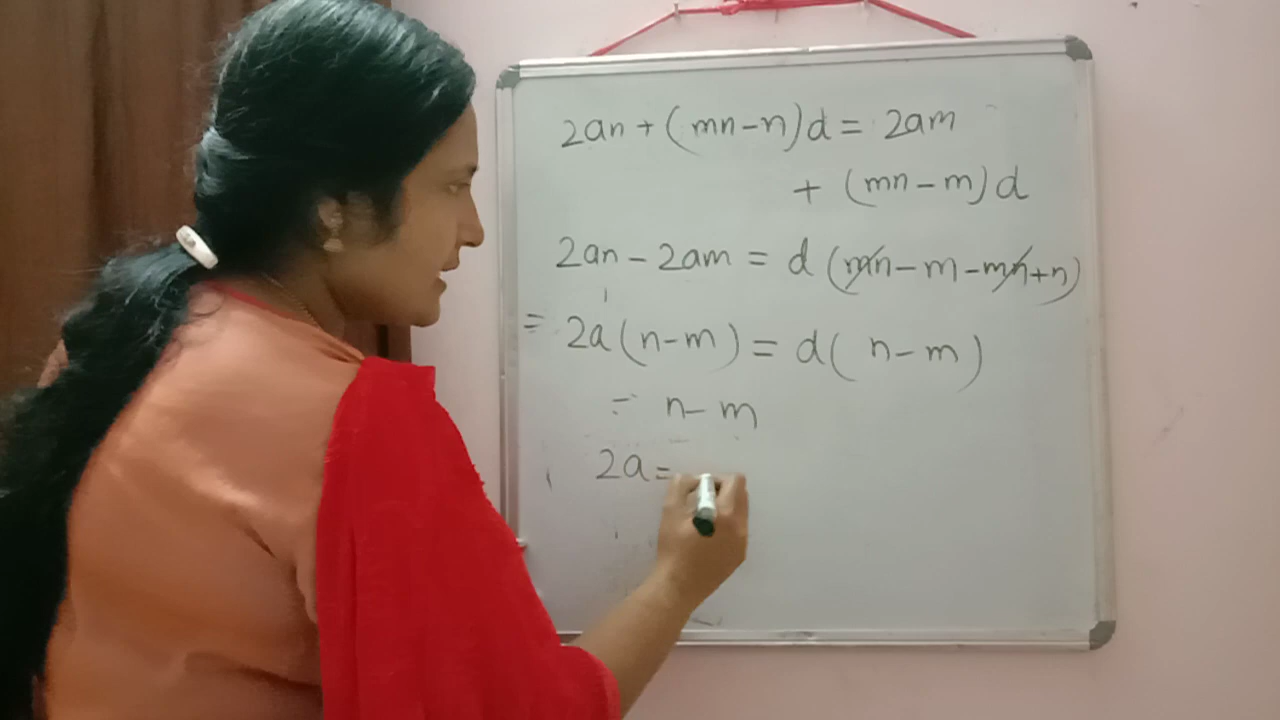 2an + (mn - n)d = 2am
+ (mn - m)d
2an - 2am = d (mn - m - mn + n)
= 2a (n - m) = d( n - m )
= n - m
2a =